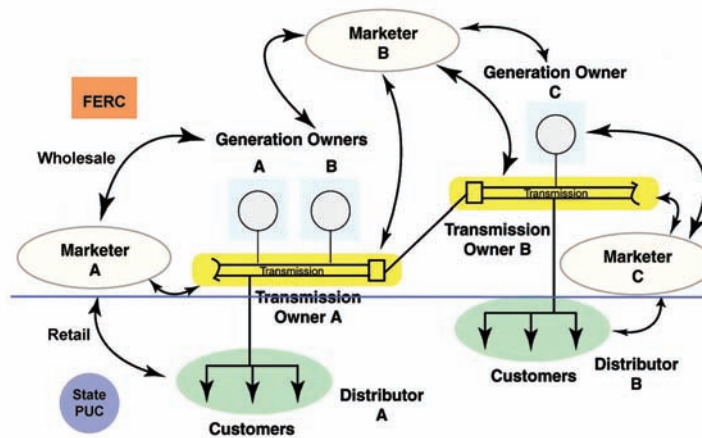 Marketer
B
Generation Owner
C
FERC
Generation Owners
A
B
Wholesale
Transmission
Transmission
Owner B
Marketer
A
Marketer
C
Transmission
Transmission
Owner A
Retail
State
PUC
Customers
Distributor
B
Customers
Distributor
A